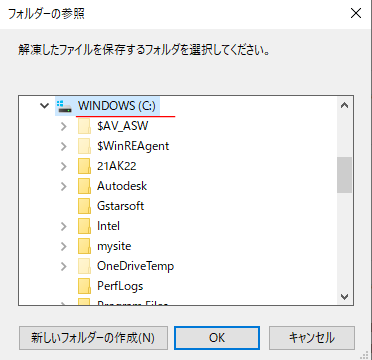 フォルダーの参照
解凍したファイルを保存するフォルダを選択してください。
WINDOWS (C:)
$AV_ASW
$WinREAgent
21AK22
Autodesk
Gstarsoft
Intel
mysite
OneDriveTemp
PerfLogs
Program Files
新しいフォルダーの作成(N)
OK
キャンセル